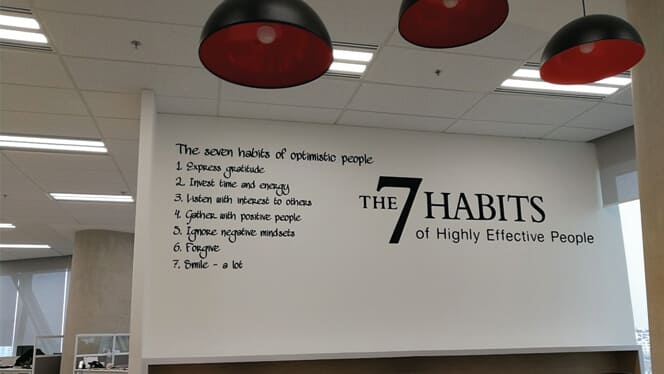 The seven habits of optimistic people
1. Express gratitude
2. Invest time and energy
3. Listen with interest to others
4. Gather with positive people
5. Ignore negative mindsets
6. Forgive
7. Smile - a lot
THE 7 HABITS
of Highly Effective People